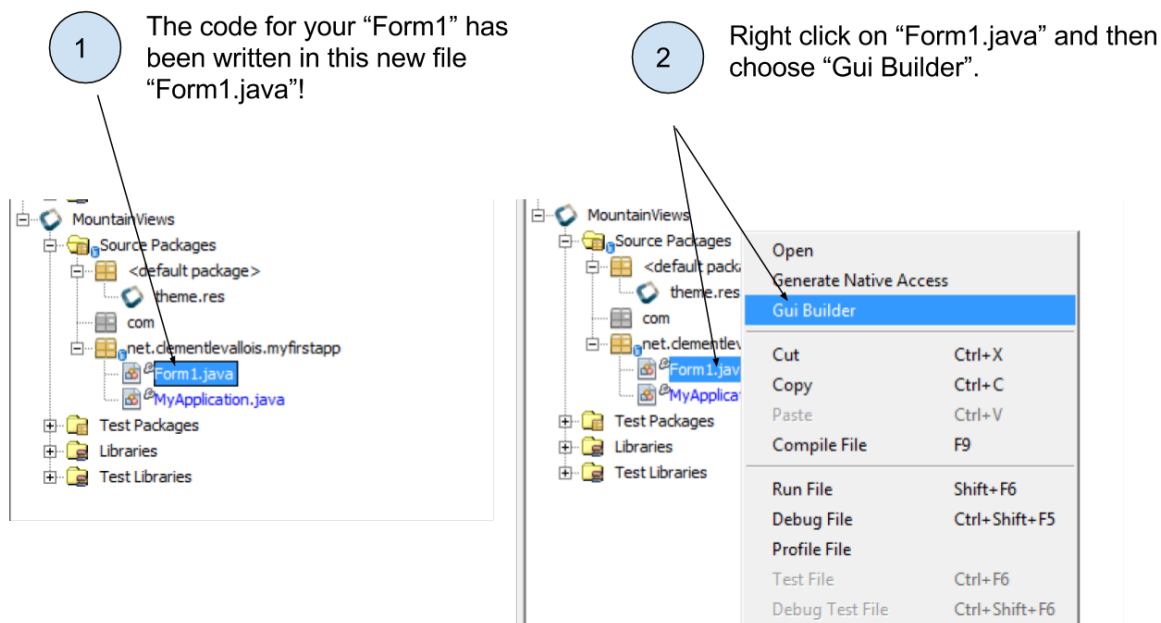 1
The code for your “Form1” has
been written in this new file
“Form1.java”!
2
Right click on “Form1.java” and then
choose “Gui Builder”.
MountainViews
Source Packages
<default package>
theme.res
com
net.clementlevallois.myfirstapp
Form1.java
MyApplication.java
Test Packages
Libraries
Test Libraries
MountainViews
Source Packages
<default packa
theme.res
com
net.clementlev
Form1.jav
MyApplica
Test Packages
Libraries
Test Libraries
Open
Generate Native Access
Gui Builder
Cut Ctrl+X
Copy Ctrl+C
Paste Ctrl+V
Compile File F9
Run File Shift+F6
Debug File Ctrl+Shift+F5
Profile File
Test File Ctrl+F6
Debug Test File Ctrl+Shift+F6